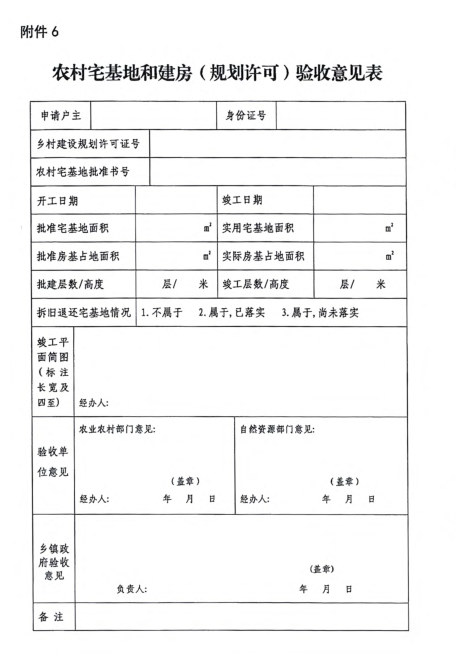 附件 6
农村宅基地和建房（规划许可）验收意见表
申请户主 身份证号
乡村建设规划许可证号
农村宅基地批准书号
开工日期 竣工日期
批准宅基地面积 m² 实用宅基地面积 m²
批准房基占地面积 m² 实际房基占地面积 m²
批建层数/高度 层/ 米 竣工层数/高度 层/ 米
拆旧退还宅基地情况 1.不属于 2.属于,已落实 3.属于,尚未落实
竣工平
面简图
(标注
长宽及
四至) 经办人:
验收单
位意见
农业农村部门意见:
(盖章)
经办人: 年 月 日
自然资源部门意见:
(盖章)
经办人: 年 月 日
乡镇政
府验收
意见
(盖章)
负责人: 年 月 日
备 注